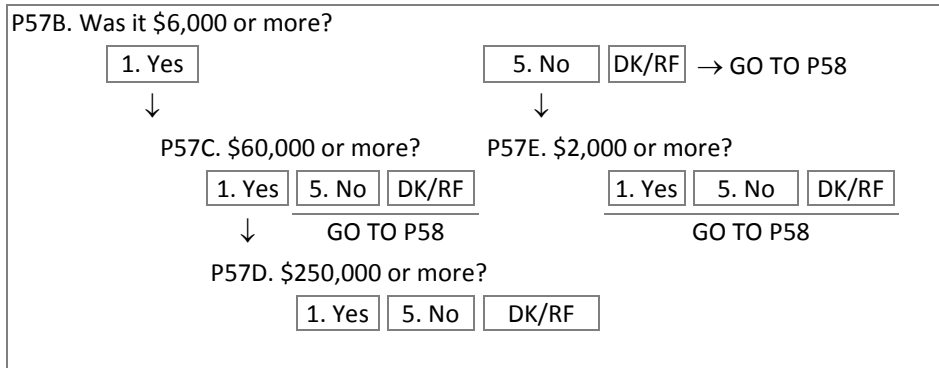 P57B. Was it $6,000 or more?
1. Yes 5. No DK/RF → GO TO P58
↓ ↓
P57C. $60,000 or more? P57E. $2,000 or more?
1. Yes 5. No DK/RF 1. Yes 5. No DK/RF
↓ GO TO P58 GO TO P58
P57D. $250,000 or more?
1. Yes 5. No DK/RF